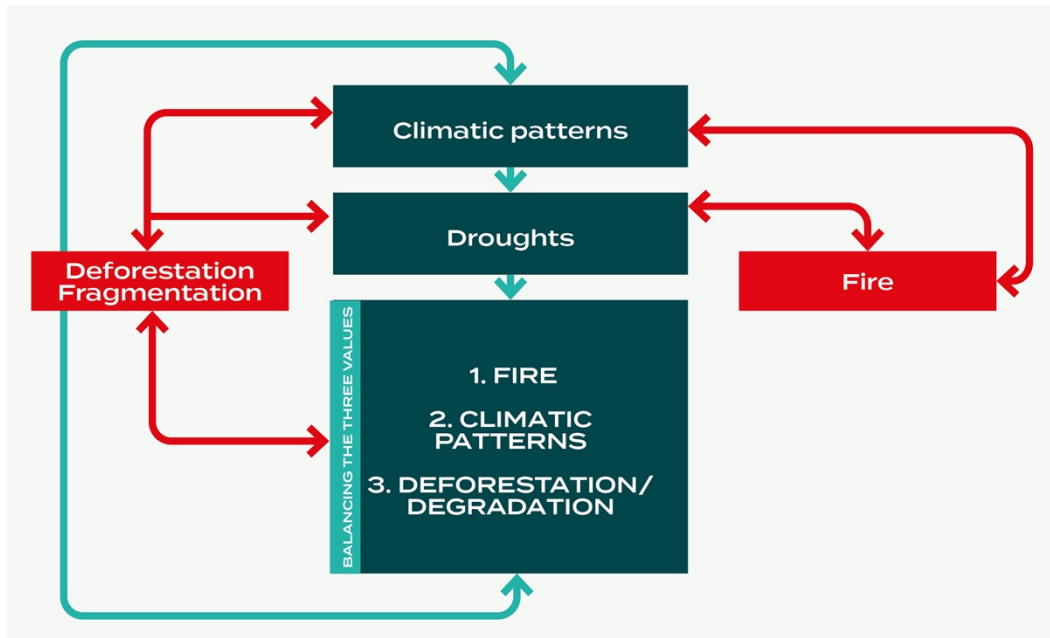 Climatic patterns
Droughts
Deforestation
Fragmentation
Fire
BALANCING THE THREE VALUES
1. FIRE
2. CLIMATIC
PATTERNS
3. DEFORESTATION/
DEGRADATION